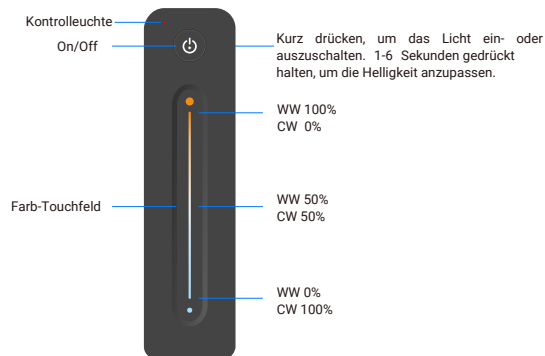 Kontrolleuchte
On/Off
Kurz drücken, um das Licht ein- oder
auszuschalten. 1-6 Sekunden gedrückt
halten, um die Helligkeit anzupassen.
WW 100%
CW 0%
Farb-Touchfeld
WW 50%
CW 50%
WW 0%
CW 100%